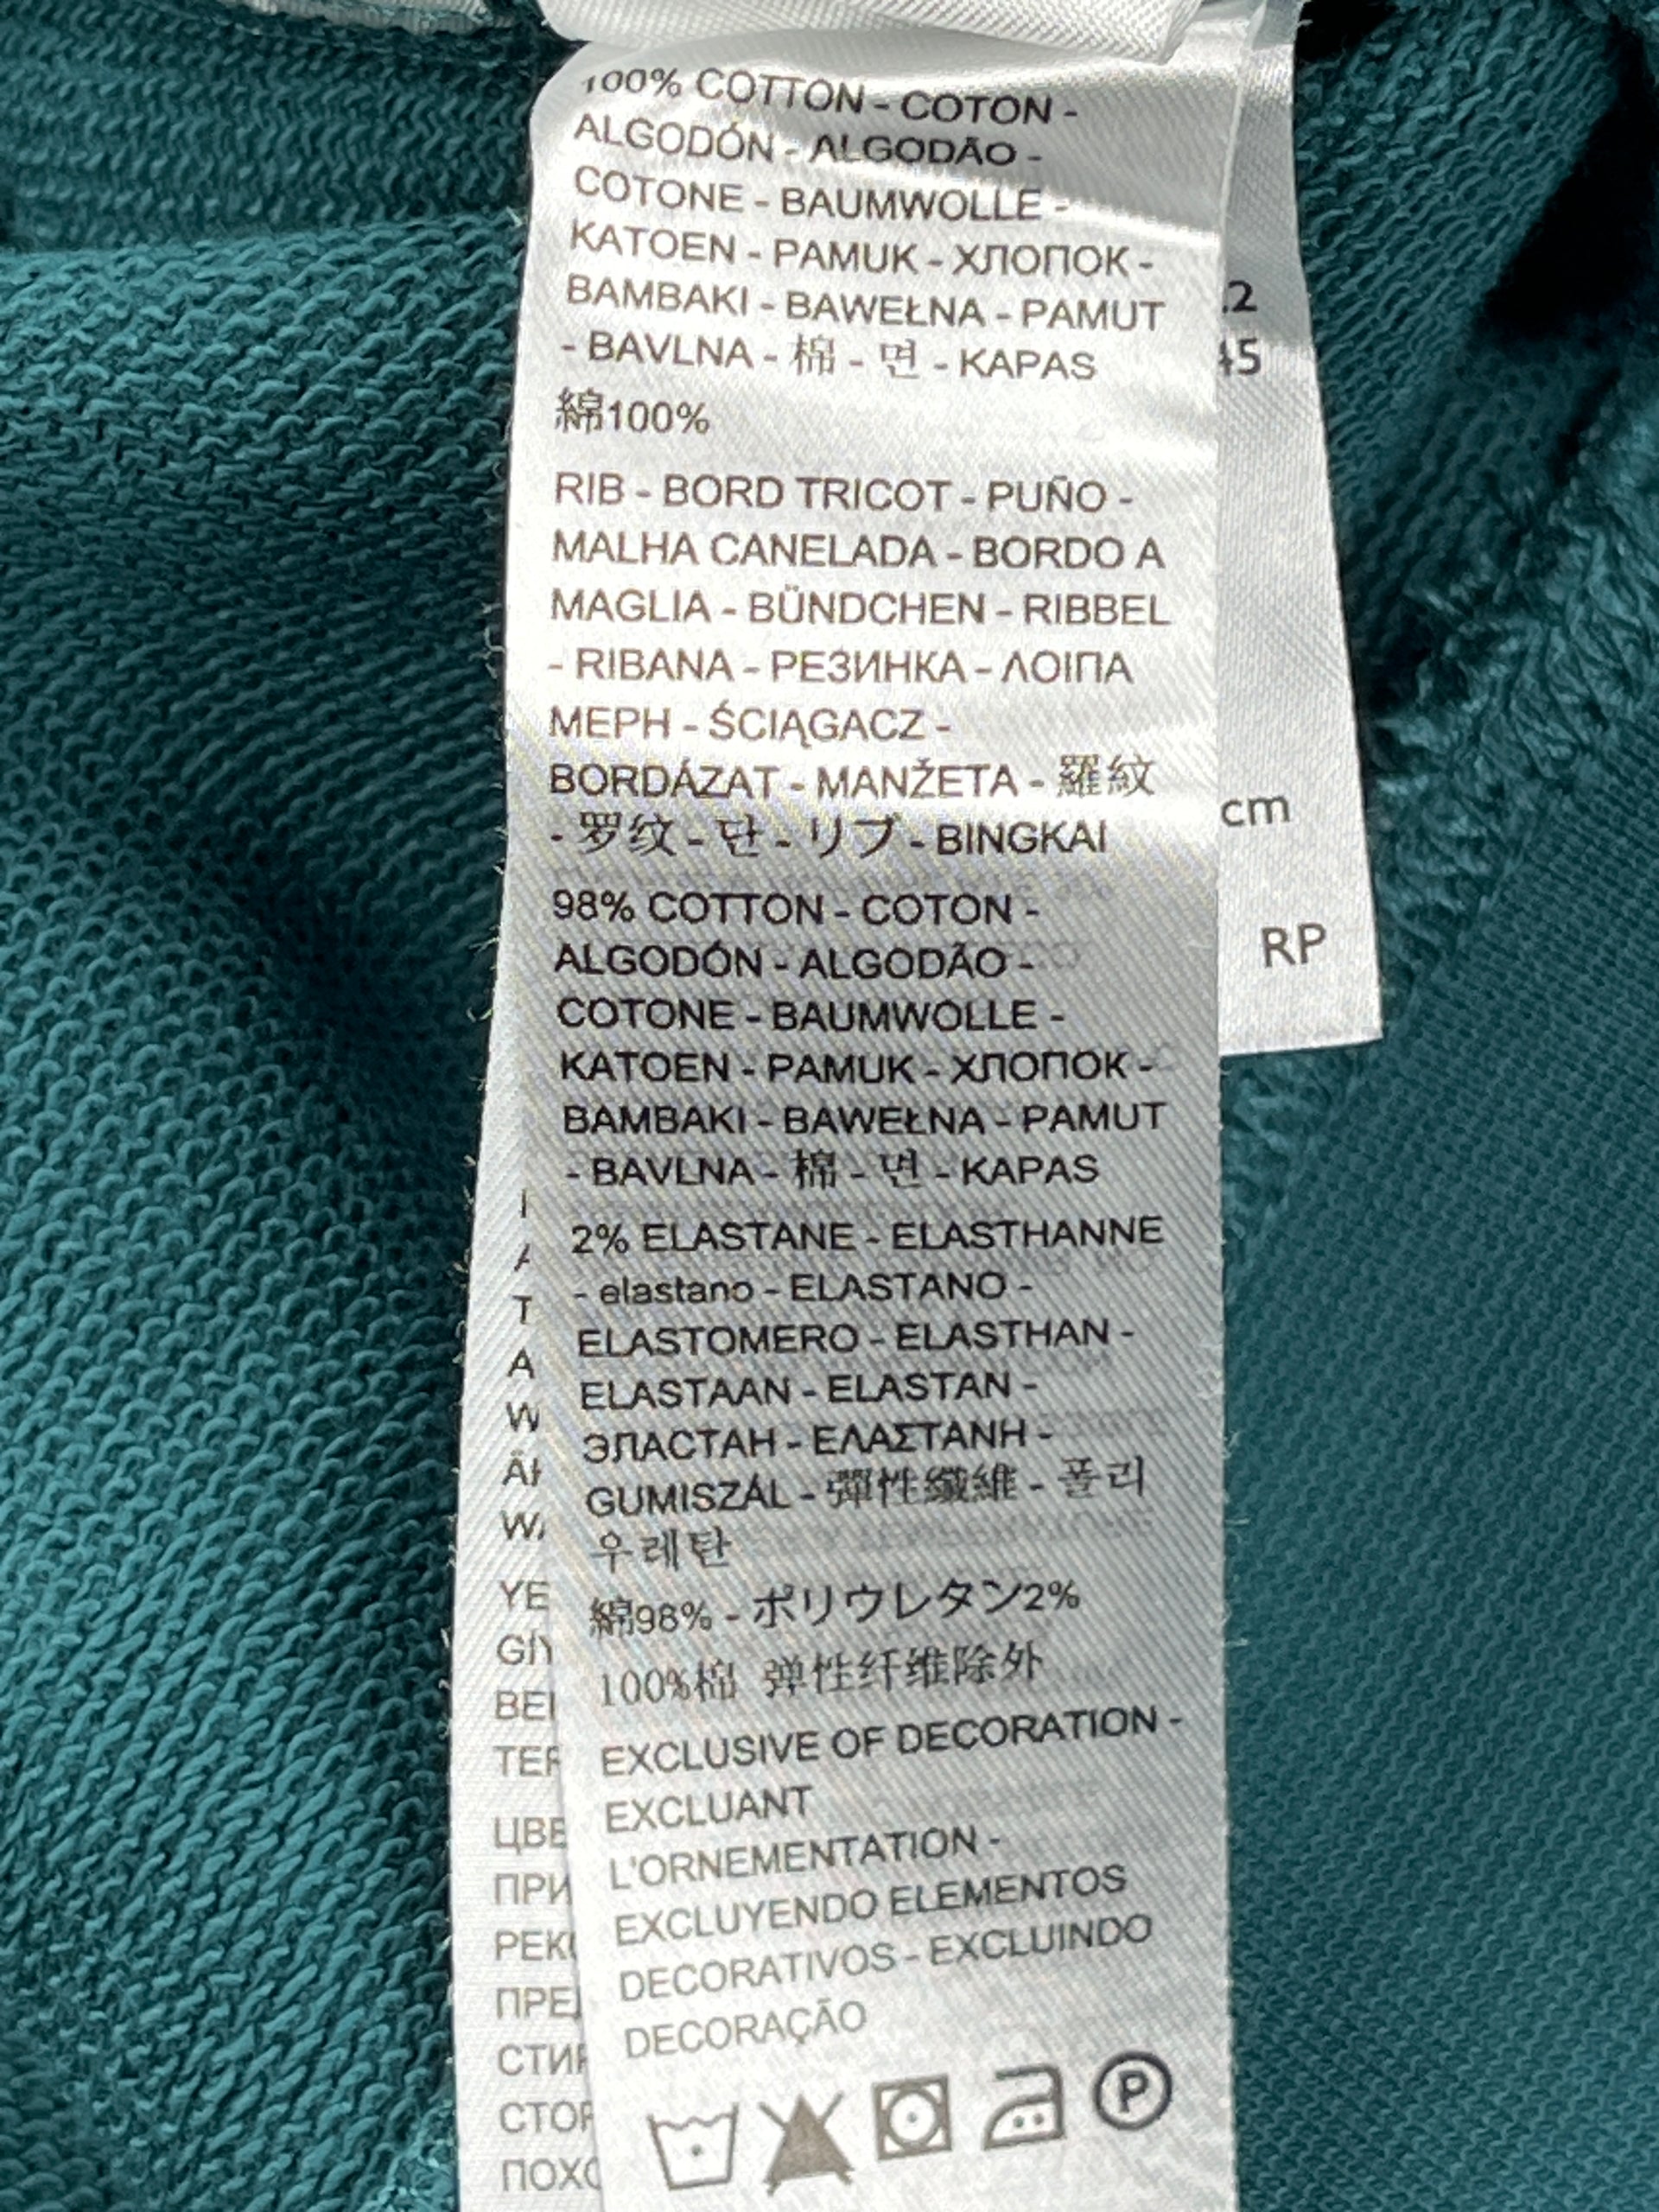 100% COTTON - COTON -
ALGODÓN - ALGODÃO -
COTONE - BAUMWOLLE -
KATOEN - PAMUK - ХЛОПОК -
BAMBAKI - BAWEŁNA - PAMUT
- BAVLNA - 棉 - 면 - KAPAS
綿100%
RIB - BORD TRICOT - PUÑO -
MALHA CANELADA - BORDO A
MAGLIA - BÜNDCHEN - RIBBEL
- RIBANA - РЕЗИНКА - ΛΟΙΠΑ
ΜΕΡΗ - ŚCIĄGACZ -
BORDÁZAT - MANŽETA - 羅紋
- 罗纹 - 단 - リブ - BINGKAI
98% COTTON - COTON -
ALGODÓN - ALGODÃO -
COTONE - BAUMWOLLE -
KATOEN - PAMUK - ХЛОПОК -
BAMBAKI - BAWEŁNA - PAMUT
- BAVLNA - 棉 - 면 - KAPAS
2% ELASTANE - ELASTHANNE
- elastano - ELASTANO -
ELASTOMERO - ELASTHAN -
ELASTAAN - ELASTAN -
ЭЛАСТАН - ΕΛΑΣΤΑΝΗ -
GUMISZÁL - 彈性纖維 - 폴리
우레탄
綿98% - ポリウレタン2%
100%棉 弹性纤维除外
EXCLUSIVE OF DECORATION -
EXCLUANT
L'ORNEMENTATION -
EXCLUYENDO ELEMENTOS
DECORATIVOS - EXCLUINDO
DECORAÇÃO
P
cm
RP